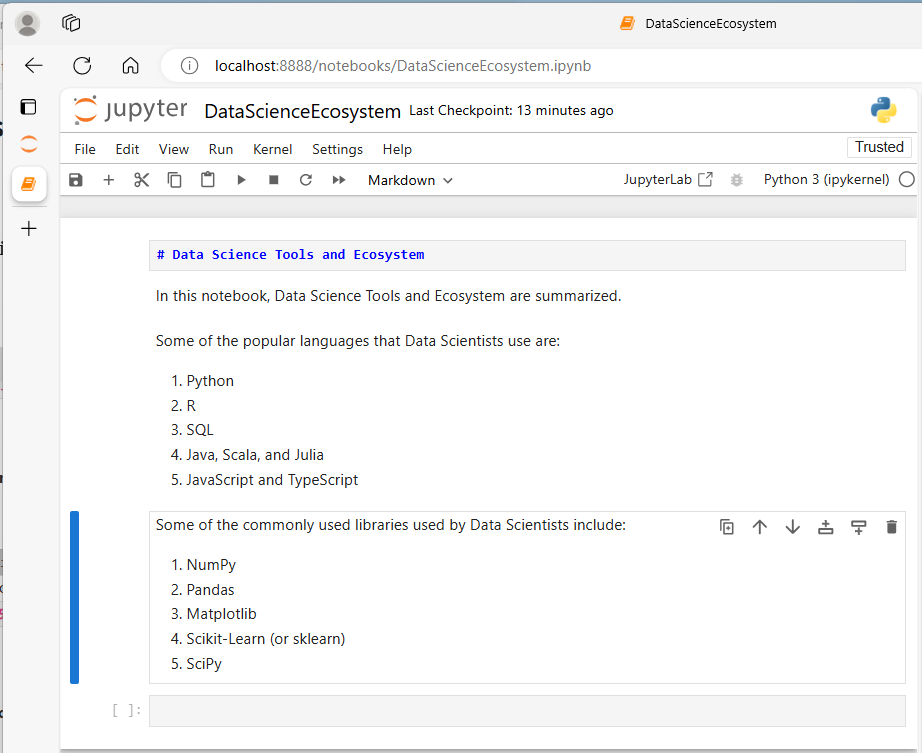 DataScienceEcosystem
localhost:8888/notebooks/DataScienceEcosystem.ipynb
jupyter DataScienceEcosystem Last Checkpoint: 13 minutes ago
File Edit View Run Kernel Settings Help Trusted
Markdown JupyterLab Python 3 (ipykernel)
# Data Science Tools and Ecosystem
In this notebook, Data Science Tools and Ecosystem are summarized.
Some of the popular languages that Data Scientists use are:
1. Python
2. R
3. SQL
4. Java, Scala, and Julia
5. JavaScript and TypeScript
Some of the commonly used libraries used by Data Scientists include:
1. NumPy
2. Pandas
3. Matplotlib
4. Scikit-Learn (or sklearn)
5. SciPy
[ ]: